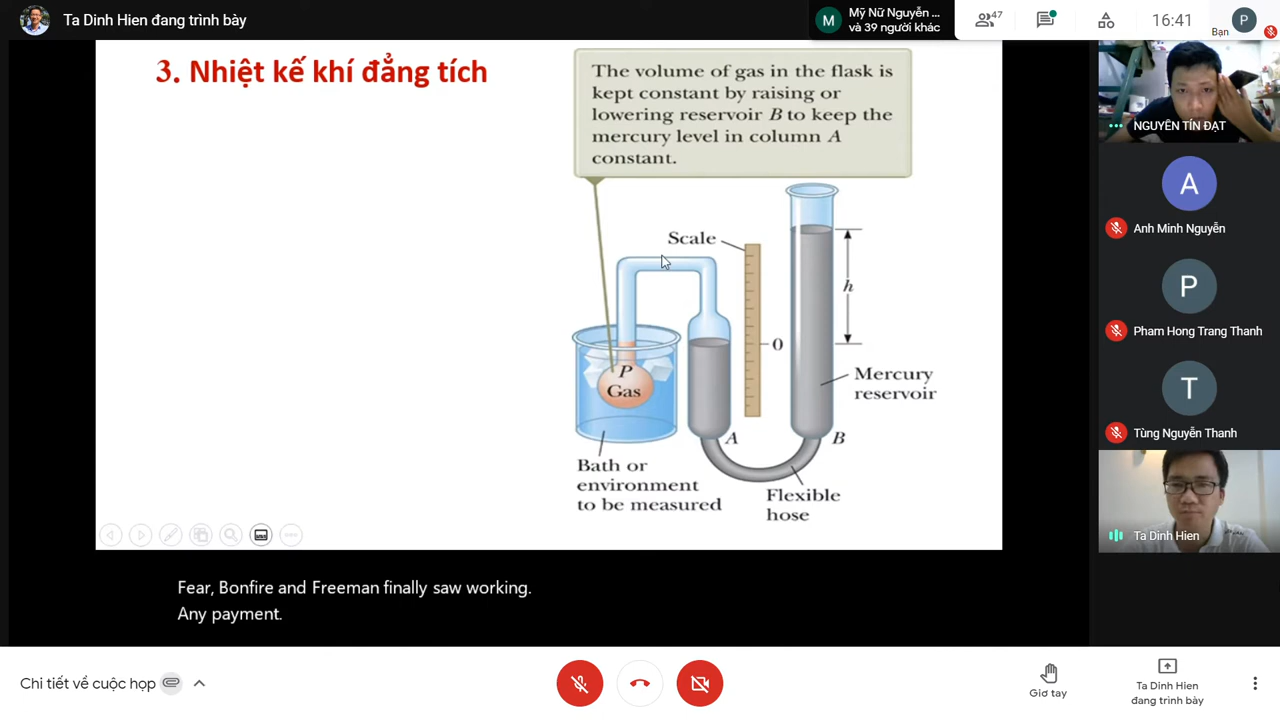 Ta Dinh Hien đang trình bày
M
Mỹ Nữ Nguyễn ...
và 39 người khác
47
16:41
P
Bạn
3. Nhiệt kế khí đẳng tích
The volume of gas in the flask is
kept constant by raising or
lowering reservoir B to keep the
mercury level in column A
constant.
Scale
h
0
P
Gas
Mercury
reservoir
A
B
Bath or
environment
to be measured
Flexible
hose
NGUYỄN TÍN ĐẠT
A
Anh Minh Nguyễn
P
Pham Hong Trang Thanh
T
Tùng Nguyễn Thanh
Ta Dinh Hien
Fear, Bonfire and Freeman finally saw working.
Any payment.
Chi tiết về cuộc họp
Giơ tay
Ta Dinh Hien
đang trình bày